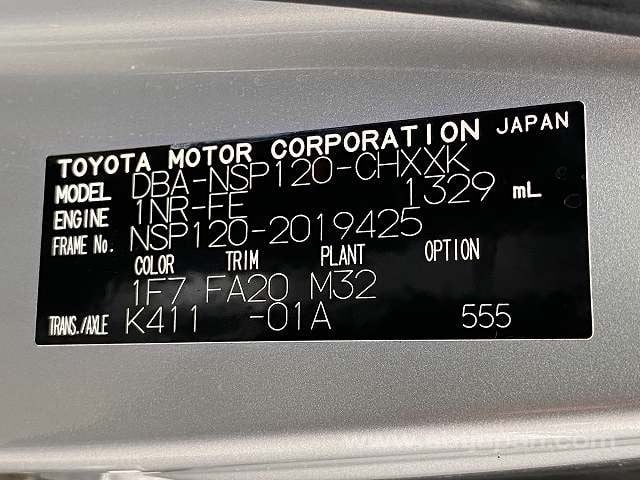 TOYOTA MOTOR CORPORATION JAPAN
MODEL DBA-NSP120-CHXXK
ENGINE 1NR-FE 1329 mL
FRAME No. NSP120-2019425
COLOR TRIM PLANT OPTION
1F7 FA20 M32
TRANS./AXLE K411 -01A 555